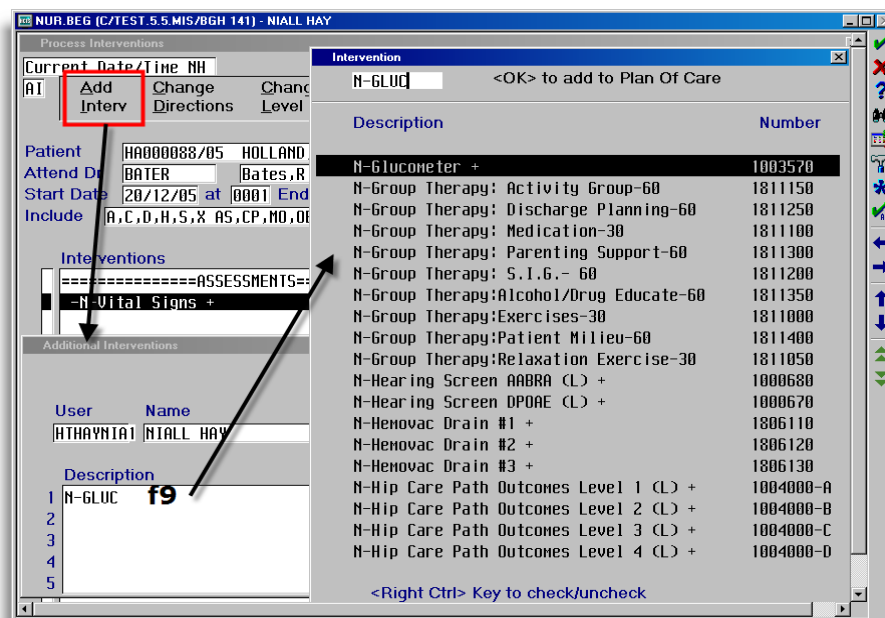 NUR.BEG (C/TEST.5.5.MIS/BGH 141) - NIALL HAY
Process Interventions
Current Date/Time NH
AI Add Interv Change Directions Chang Level
Patient HA000088/05 HOLLAND,
Attend Dr BATER Bates,R
Start Date 20/12/05 at 0001 End
Include A,C,D,H,S,X AS,CP,MO,OE
Interventions
================ASSESSMENTS==
-N-Vital Signs +
Additional Interventions
User Name
HTHAYNIA1 NIALL HAY
Description
1 N-GLUC f9
2
3
4
5
Intervention
N-GLUC <OK> to add to Plan Of Care
Description Number
N-Glucometer + 1003570
N-Group Therapy: Activity Group-60 1811150
N-Group Therapy: Discharge Planning-60 1811250
N-Group Therapy: Medication-30 1811100
N-Group Therapy: Parenting Support-60 1811300
N-Group Therapy: S.I.G.- 60 1811200
N-Group Therapy:Alcohol/Drug Educate-60 1811350
N-Group Therapy:Exercises-30 1811000
N-Group Therapy:Patient Milieu-60 1811400
N-Group Therapy:Relaxation Exercise-30 1811050
N-Hearing Screen AABRA (L) + 1000680
N-Hearing Screen DPOAE (L) + 1000670
N-Hemovac Drain #1 + 1806110
N-Hemovac Drain #2 + 1806120
N-Hemovac Drain #3 + 1806130
N-Hip Care Path Outcomes Level 1 (L) + 1004000-A
N-Hip Care Path Outcomes Level 2 (L) + 1004000-B
N-Hip Care Path Outcomes Level 3 (L) + 1004000-C
N-Hip Care Path Outcomes Level 4 (L) + 1004000-D
<Right Ctrl> Key to check/uncheck